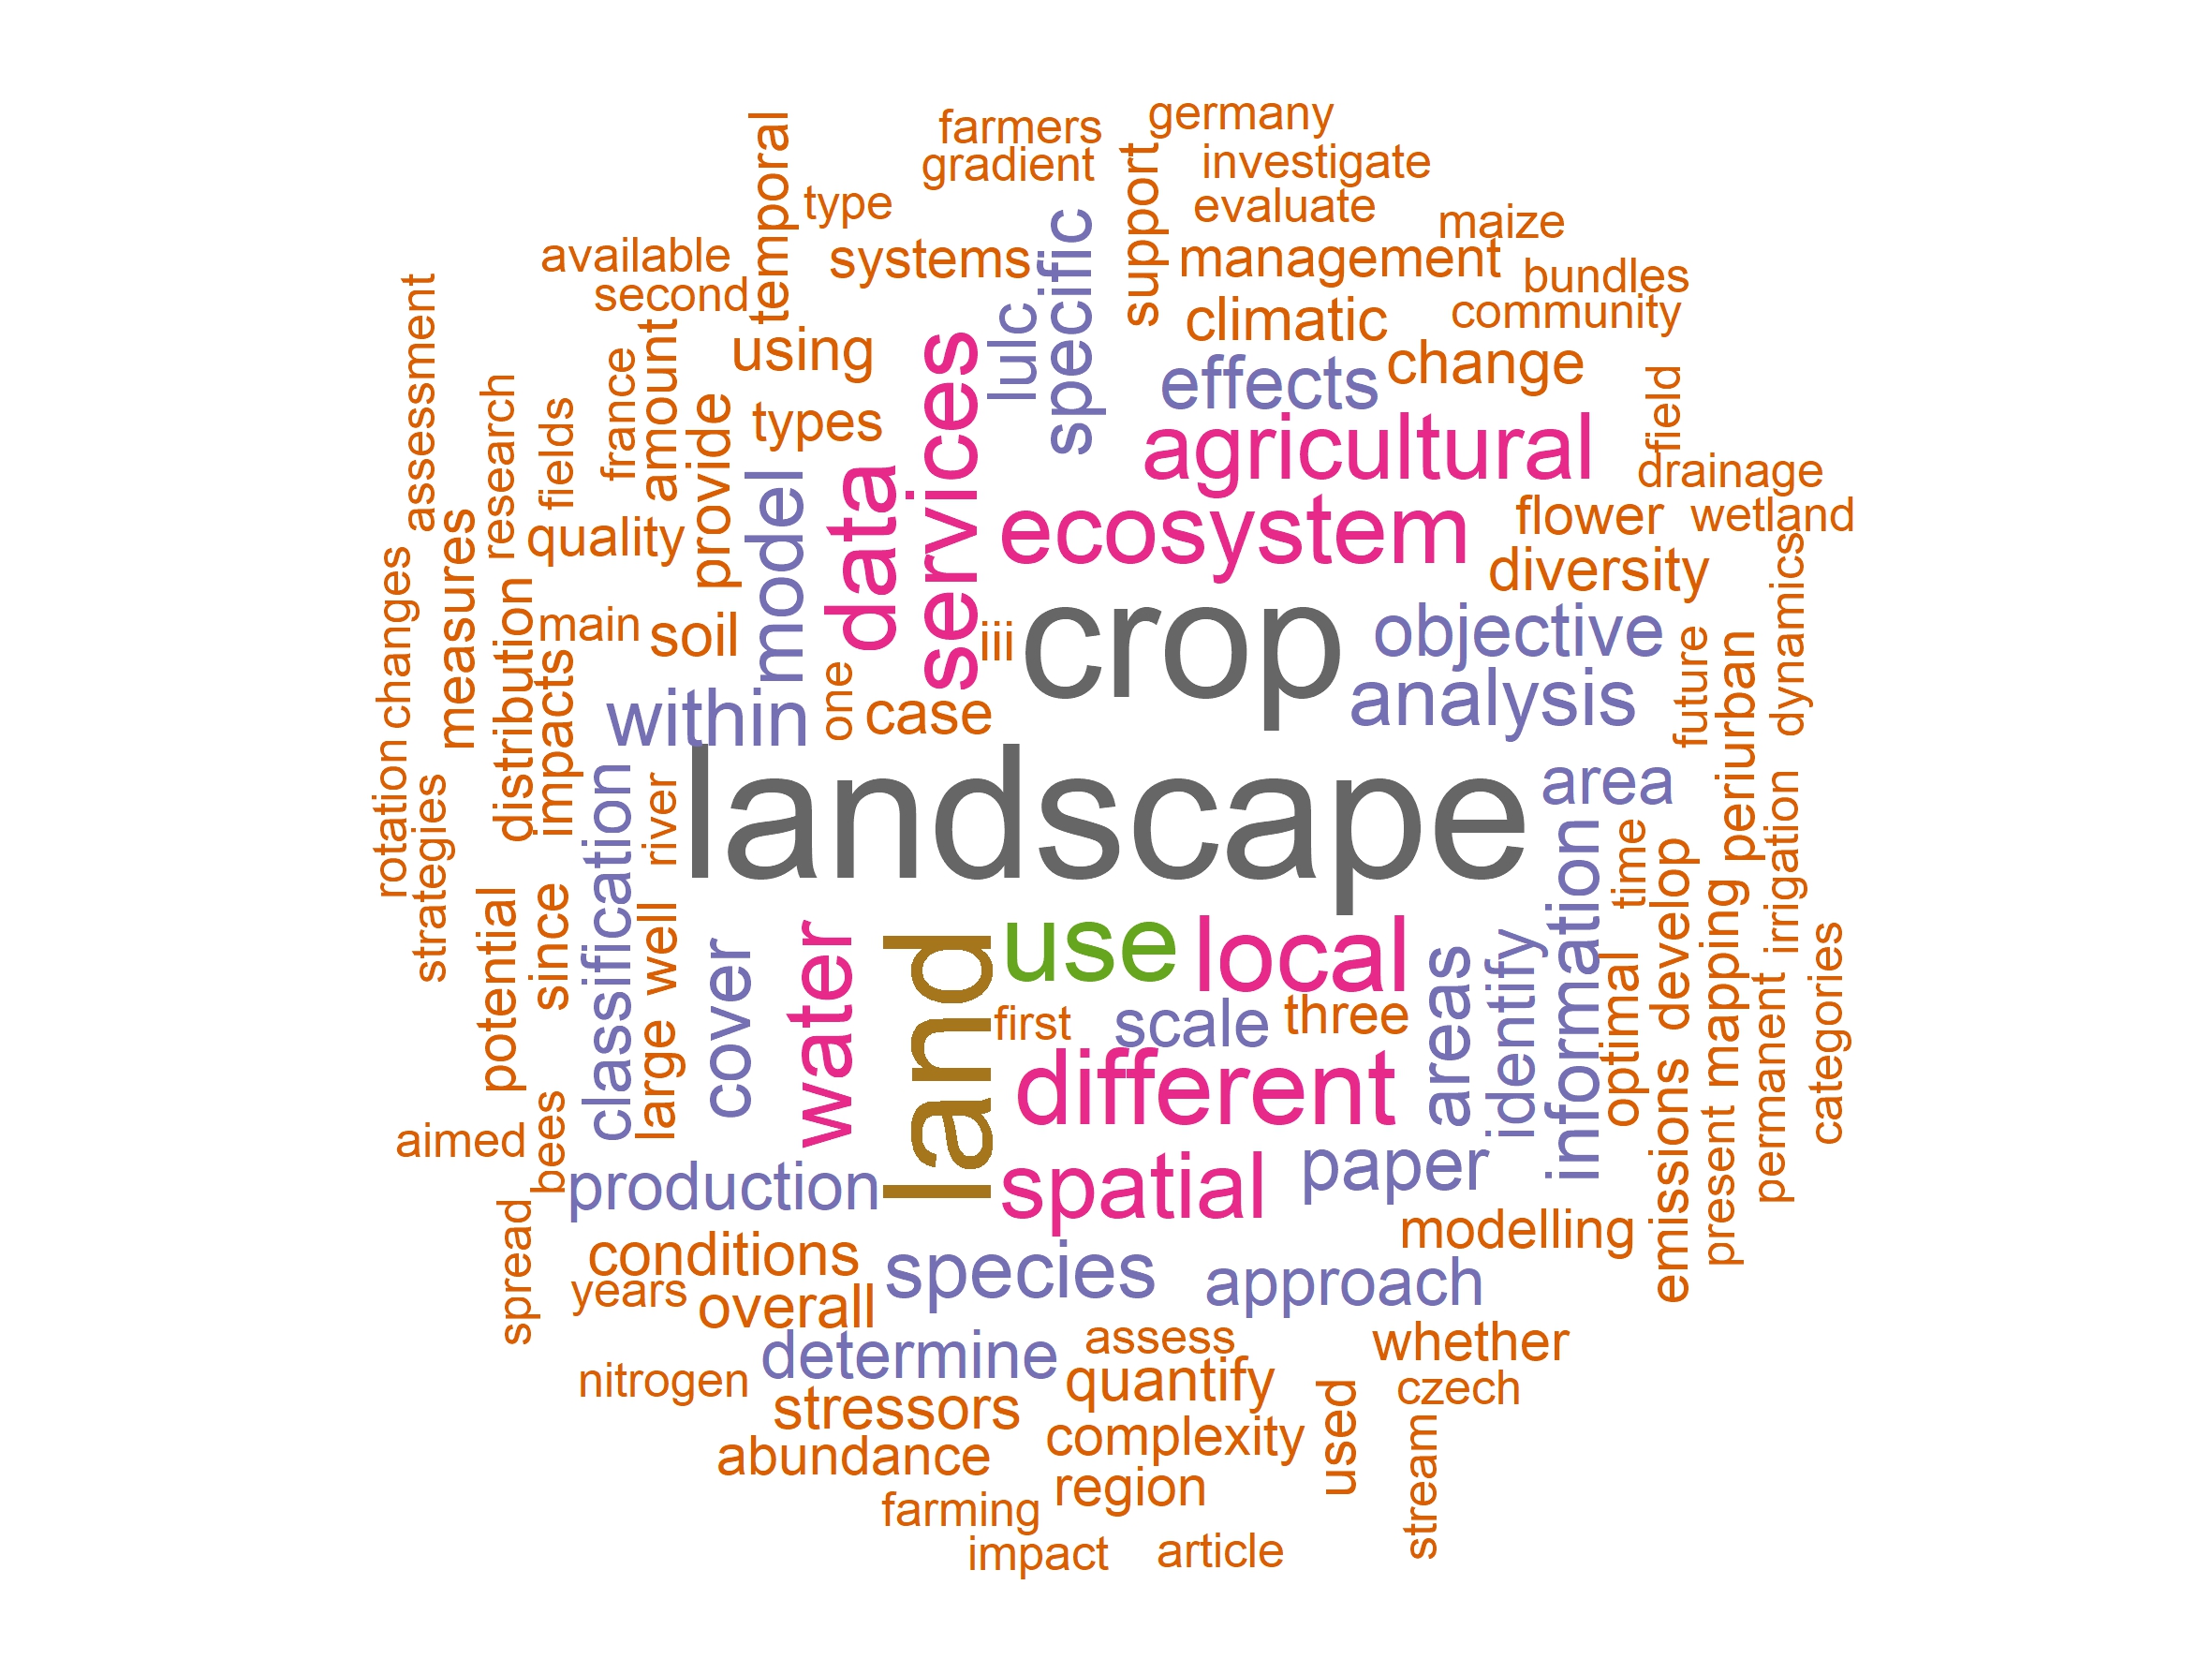 germany
farmers
temporal
gradient
investigate
support
type
evaluate
maize
specific
available
systems
management
bundles
second
community
assessment
lulc
climatic
amount
using
services
effects
change
france
research
field
provide
fields
types
agricultural
data
model
drainage
measures
quality
ecosystem
flower
wetland
diversity
dynamics
changes
distribution
main
soil
iii
crop
objective
future
periurban
impacts
within
one
case
analysis
rotation
strategies
classification
river
landscape
area
irrigation
time
information
potential
since
well
cover
water
land
use
local
areas
identify
optimal
develop
mapping
permanent
categories
large
first
scale
three
different
aimed
bees
production
spatial
paper
emissions
present
spread
conditions
species
approach
modelling
years
overall
nitrogen
determine
assess
whether
quantify
czech
stressors
used
abundance
complexity
stream
region
farming
impact
article